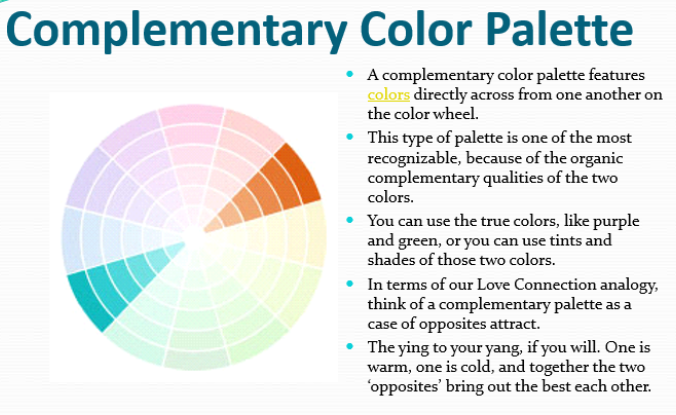 Complementary Color Palette
• A complementary color palette features
colors directly across from one another on
the color wheel.
• This type of palette is one of the most
recognizable, because of the organic
complementary qualities of the two
colors.
• You can use the true colors, like purple
and green, or you can use tints and
shades of those two colors.
• In terms of our Love Connection analogy,
think of a complementary palette as a
case of opposites attract.
• The ying to your yang, if you will. One is
warm, one is cold, and together the two
‘opposites’ bring out the best each other.